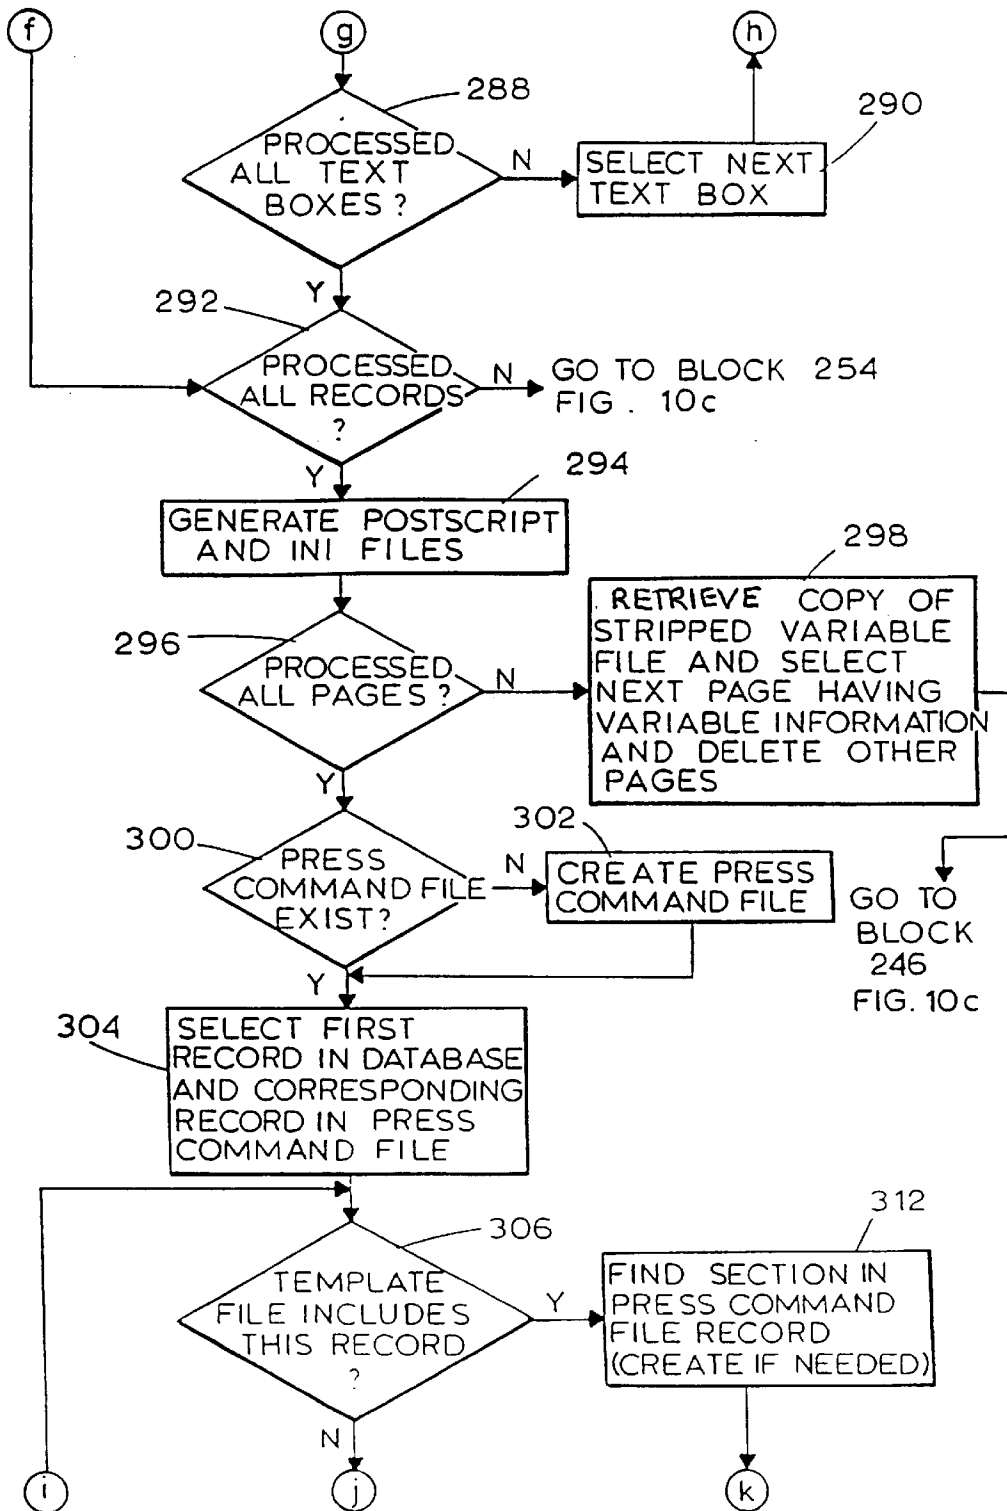 f
g
h
288
290
PROCESSED
ALL TEXT
BOXES ?
N
SELECT NEXT
TEXT BOX
Y
292
PROCESSED
ALL RECORDS
?
N
GO TO BLOCK 254
FIG. 10c
Y
294
GENERATE POSTSCRIPT
AND INI FILES
298
296
PROCESSED
ALL PAGES ?
N
RETRIEVE COPY OF
STRIPPED VARIABLE
FILE AND SELECT
NEXT PAGE HAVING
VARIABLE INFORMATION
AND DELETE OTHER
PAGES
Y
300
302
PRESS
COMMAND FILE
EXIST?
N
CREATE PRESS
COMMAND FILE
GO TO
BLOCK
246
FIG. 10c
Y
304
SELECT FIRST
RECORD IN DATABASE
AND CORRESPONDING
RECORD IN PRESS
COMMAND FILE
306
312
TEMPLATE
FILE INCLUDES
THIS RECORD
?
Y
FIND SECTION IN
PRESS COMMAND
FILE RECORD
(CREATE IF NEEDED)
N
i
j
k